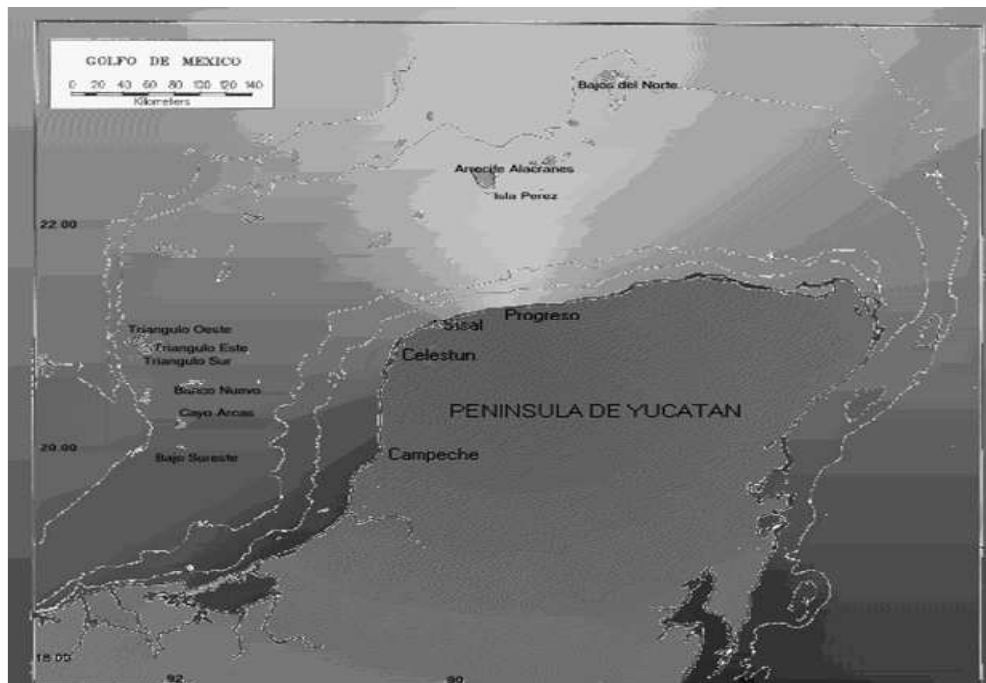 GOLFO DE MEXICO
0 20 40 60 80 100 120 140
Kilometers
Bajos del Norte
Arrecife Alacranes
Isla Perez
22.00
Triangulo Oeste
Triangulo Este
Triangulo Sur
Sisal
Progreso
Celestun
Banco Nuevo
Cayo Arcas
PENINSULA DE YUCATAN
20.00
Bajo Sureste
Campeche
18.00
92
90